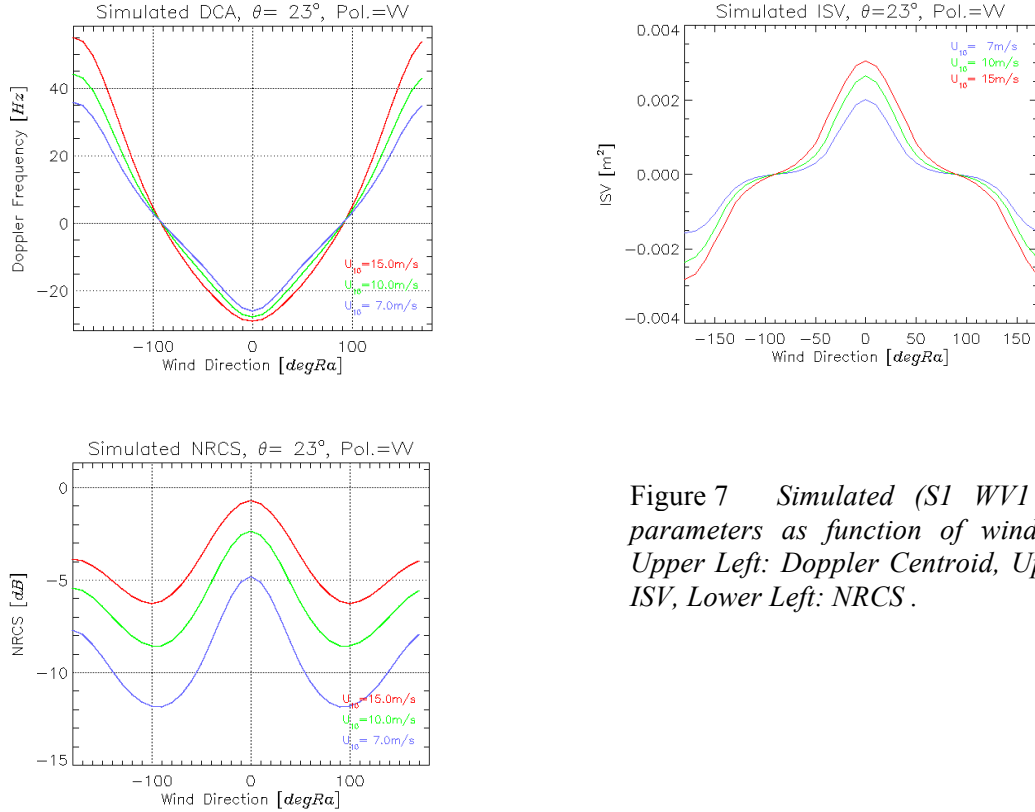 Simulated DCA, θ= 23°, Pol.=VV
Doppler Frequency [Hz]
40
20
0
−20
U10=15.0m/s
U10=10.0m/s
U10= 7.0m/s
−100 0 100
Wind Direction [degRa]
Simulated ISV, θ=23°, Pol.=VV
ISV [m²]
0.004
0.002
0.000
−0.002
−0.004
U10= 7m/s
U10= 10m/s
U10= 15m/s
−150 −100 −50 0 50 100 150
Wind Direction [degRa]
Simulated NRCS, θ= 23°, Pol.=VV
NRCS [dB]
0
−5
−10
−15
U10=15.0m/s
U10=10.0m/s
U10= 7.0m/s
−100 0 100
Wind Direction [degRa]
Figure 7 Simulated (S1 WV1
parameters as function of wind
Upper Left: Doppler Centroid, Up
ISV, Lower Left: NRCS .